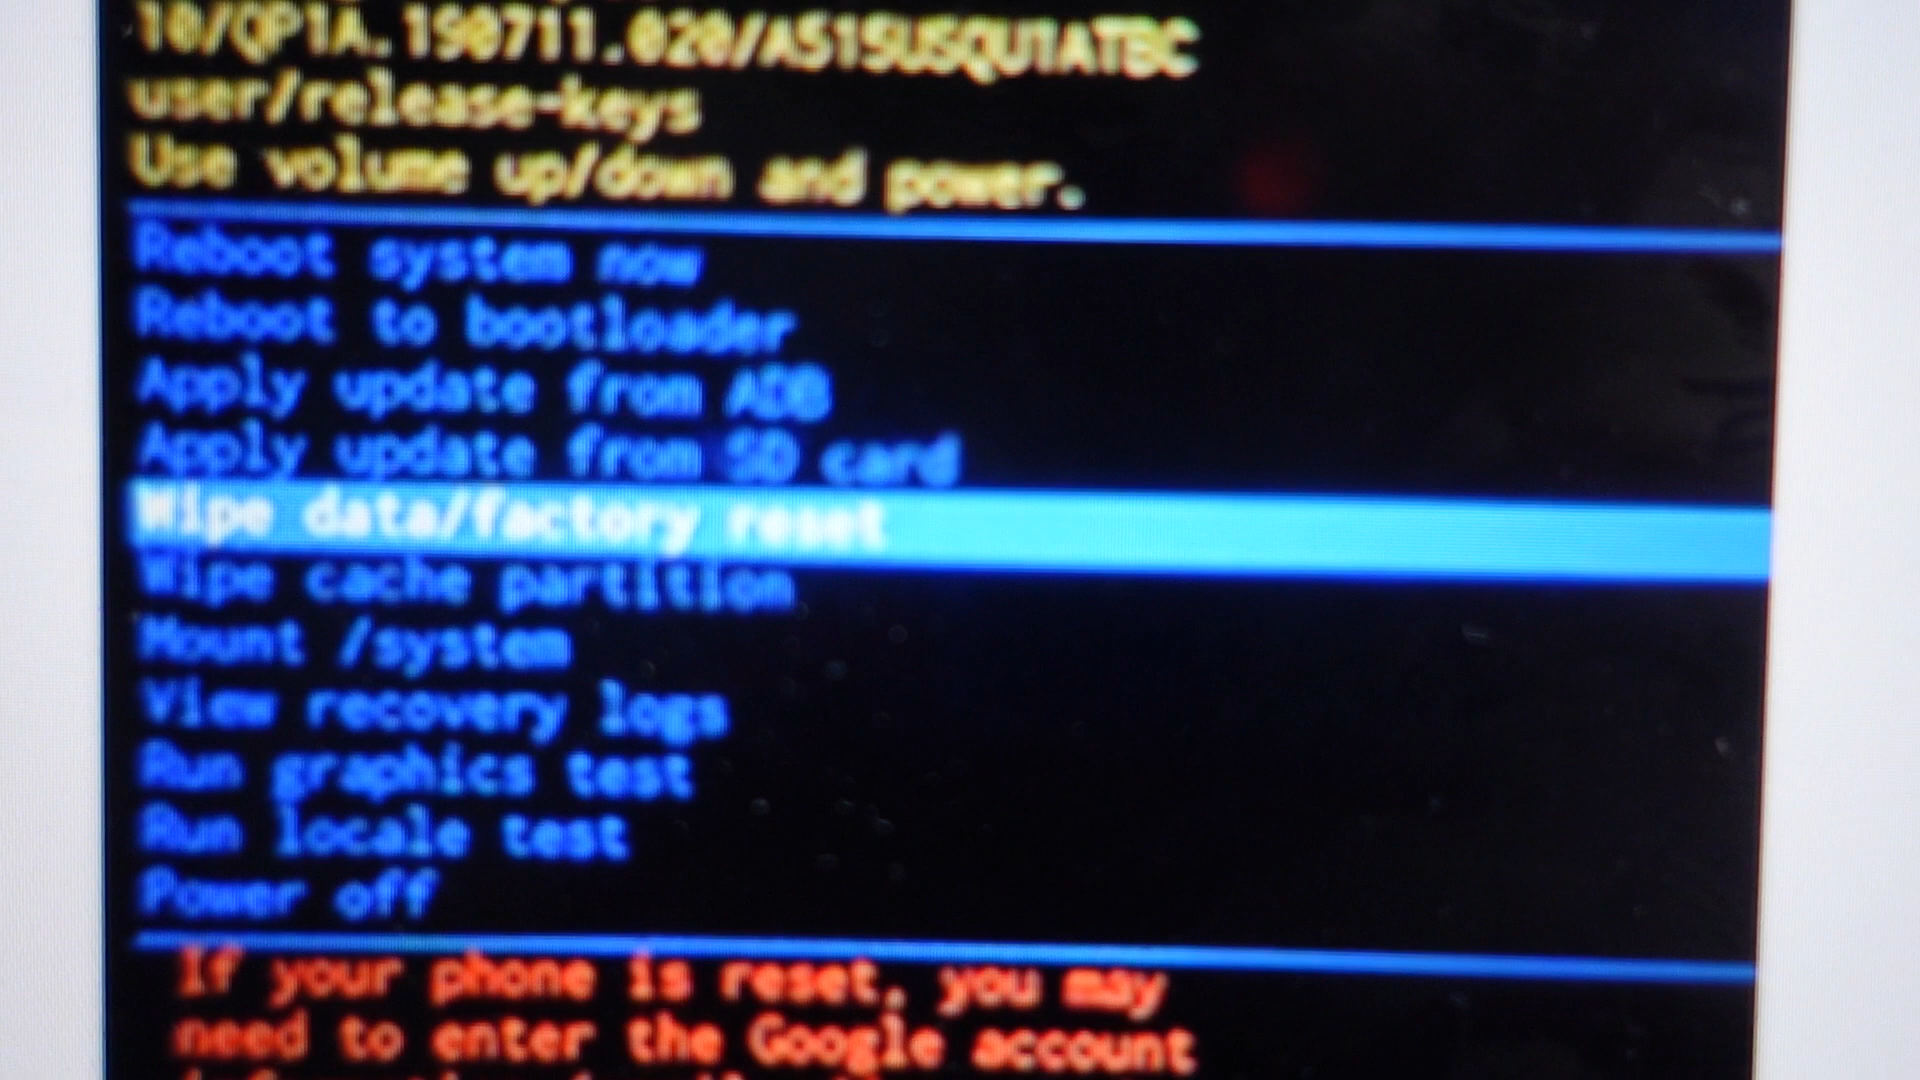 10/QP1A.190711.020/A515USQU1ATBC
user/release-keys
Use volume up/down and power.
Reboot system now
Reboot to bootloader
Apply update from ADB
Apply update from SD card
Wipe data/factory reset
Wipe cache partition
Mount /system
View recovery logs
Run graphics test
Run locale test
Power off
If your phone is reset, you may
need to enter the Google account